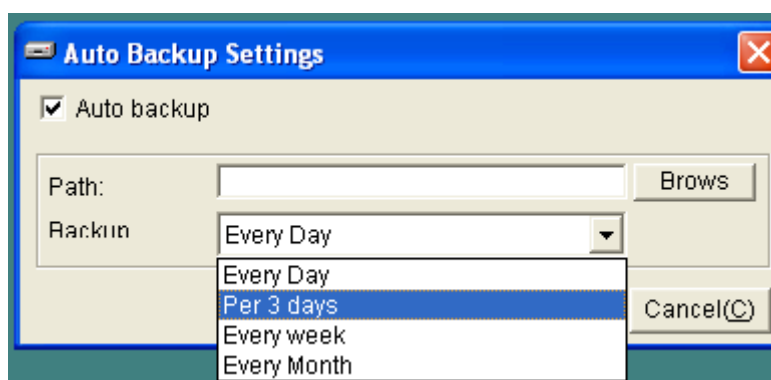 Auto Backup Settings
Auto backup
Path:
Brows
Backup
Every Day
Every Day
Per 3 days
Every week
Every Month
Cancel(C)